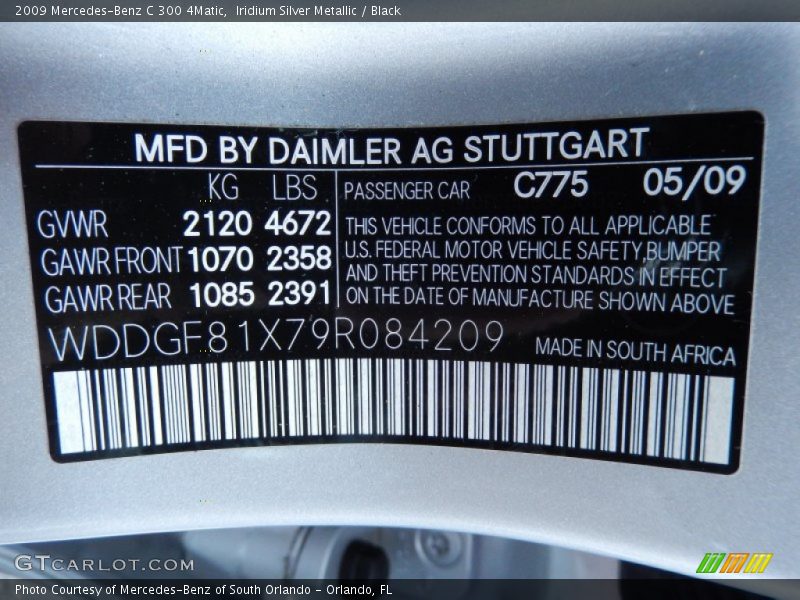 2009 Mercedes-Benz C 300 4Matic,  Iridium Silver Metallic / Black
MFD BY DAIMLER AG STUTTGART
KG LBS
GVWR 2120 4672
GAWR FRONT 1070 2358
GAWR REAR 1085 2391
PASSENGER CAR C775 05/09
THIS VEHICLE CONFORMS TO ALL APPLICABLE
U.S. FEDERAL MOTOR VEHICLE SAFETY,BUMPER
AND THEFT PREVENTION STANDARDS IN EFFECT
ON THE DATE OF MANUFACTURE SHOWN ABOVE
WDDGF81X79R084209
MADE IN SOUTH AFRICA
GTCARLOT.COM
Photo Courtesy of Mercedes-Benz of South Orlando - Orlando, FL